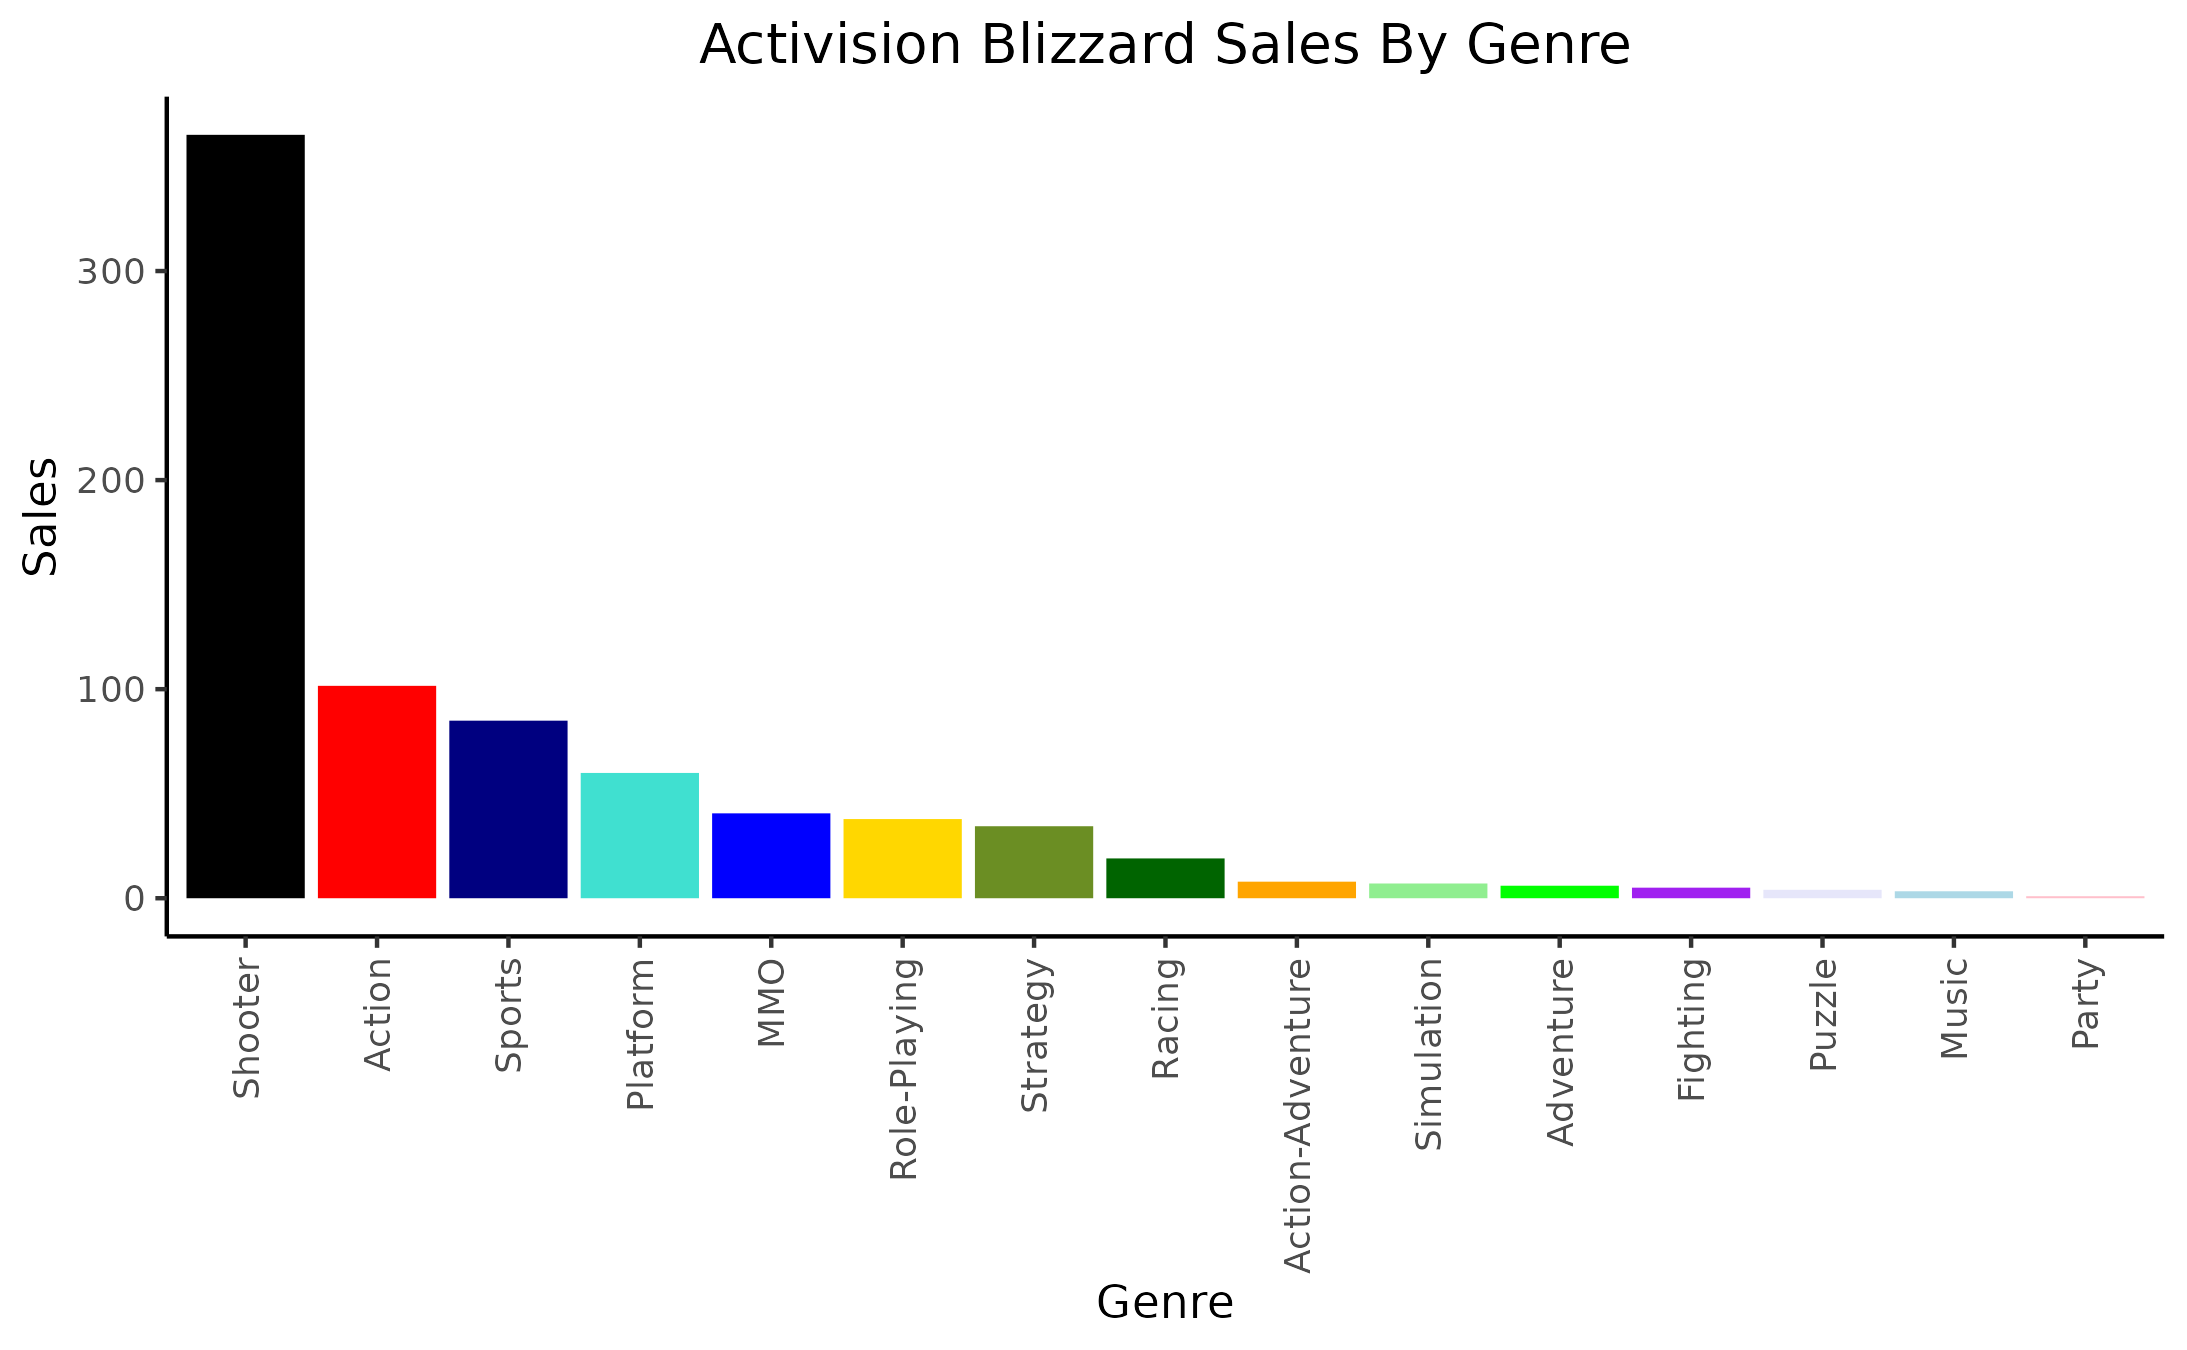 Activision Blizzard Sales By Genre
Sales
300
200
100
0
Shooter
Action
Sports
Platform
MMO
Role-Playing
Strategy
Racing
Action-Adventure
Simulation
Adventure
Fighting
Puzzle
Music
Party
Genre